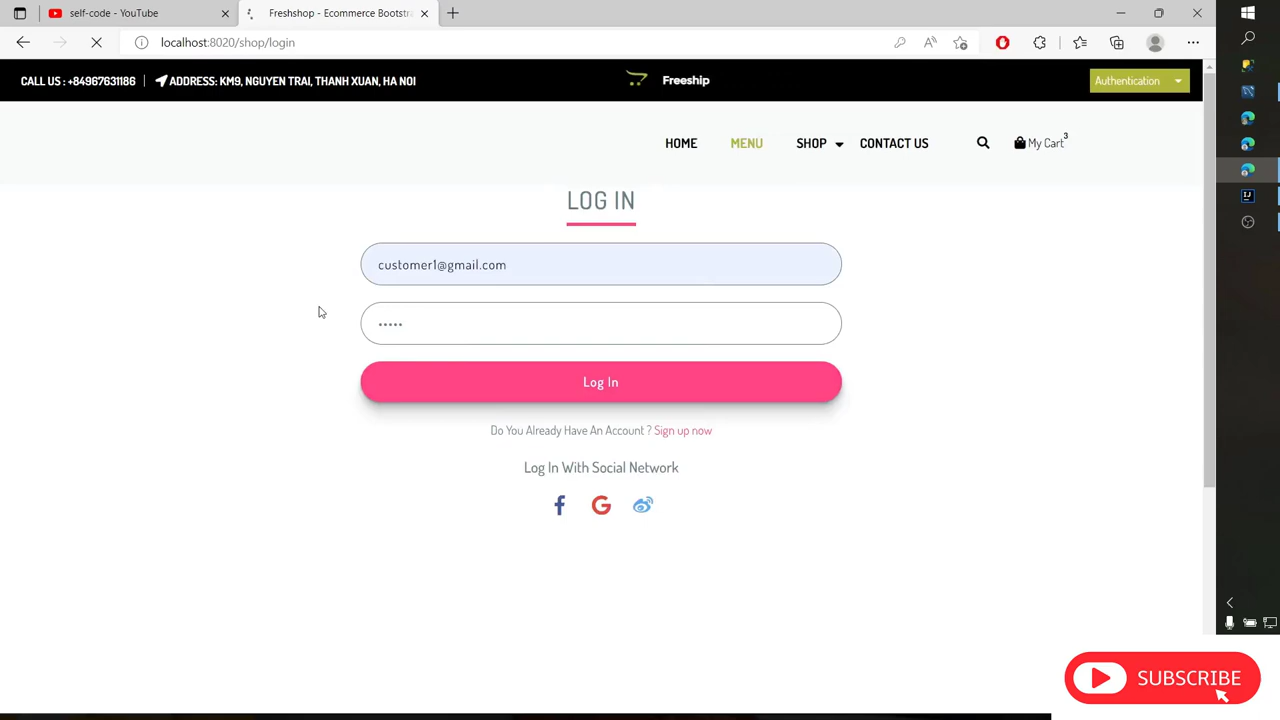 self-code - YouTube
Freshshop - Ecommerce Bootstra
localhost:8020/shop/login
CALL US : +84967631186
ADDRESS: KM9, NGUYEN TRAI, THANH XUAN, HA NOI
Freeship
Authentication
HOME
MENU
SHOP
CONTACT US
My Cart
3
LOG IN
customer1@gmail.com
•••••
Log In
Do You Already Have An Account ? Sign up now
Log In With Social Network
SUBSCRIBE